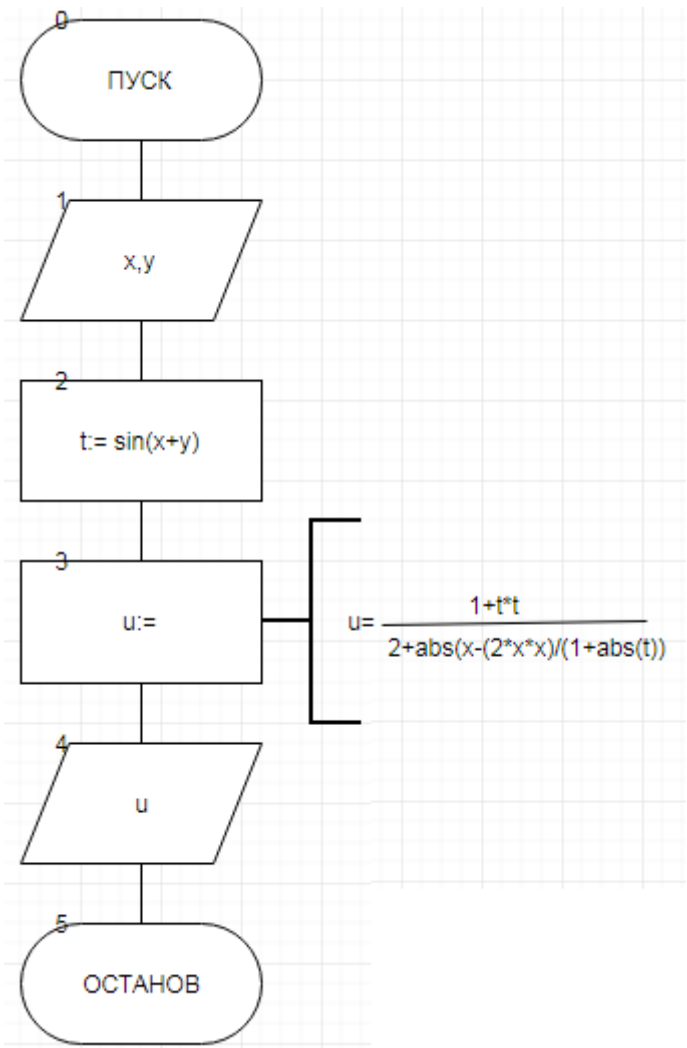 0
ПУСК
1
x,y
2
t:= sin(x+y)
3
u:=
u=
1+t*t
2+abs(x-(2*x*x)/(1+abs(t))
4
u
5
ОСТАНОВ